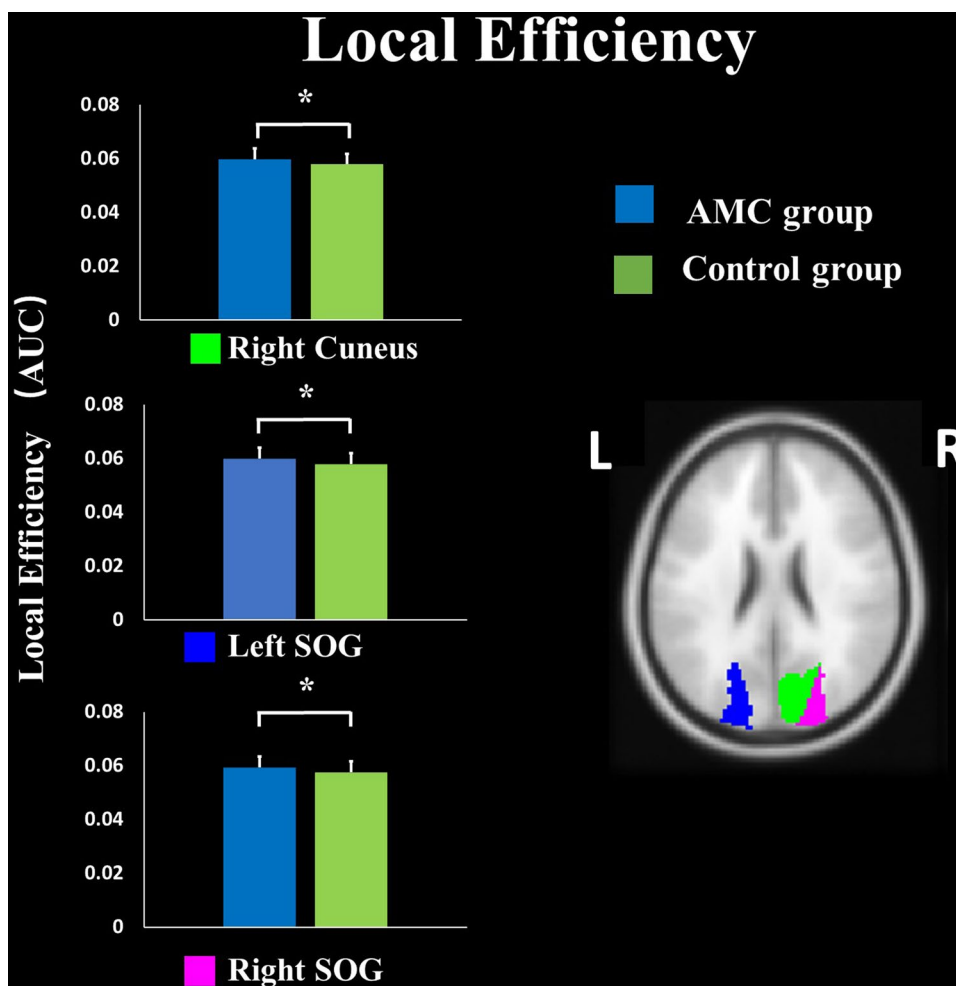 Local Efficiency
Local Efficiency (AUC)
*
0.08
0.06
0.04
0.02
0
Right Cuneus
*
0.08
0.06
0.04
0.02
0
Left SOG
*
0.08
0.06
0.04
0.02
0
Right SOG
AMC group
Control group
L
R